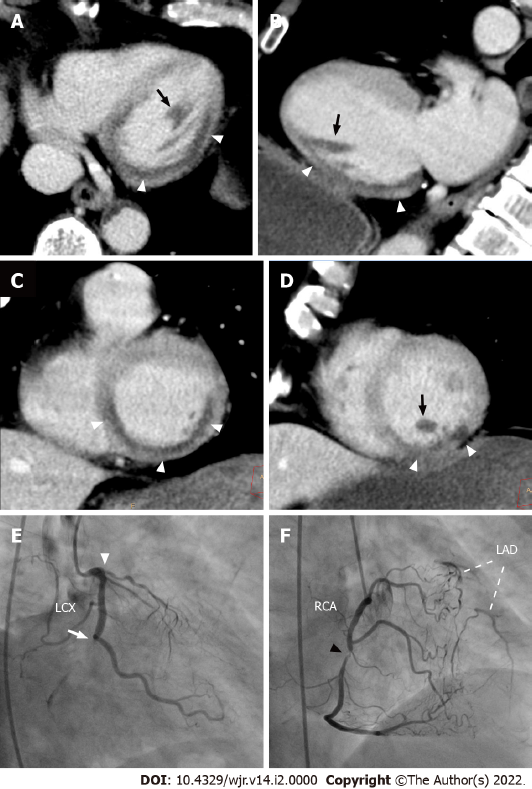 A
B
C
D
E
F
LCX
RCA
LAD
DOI: 10.4329/wjr.v14.i2.0000 Copyright ©The Author(s) 2022.